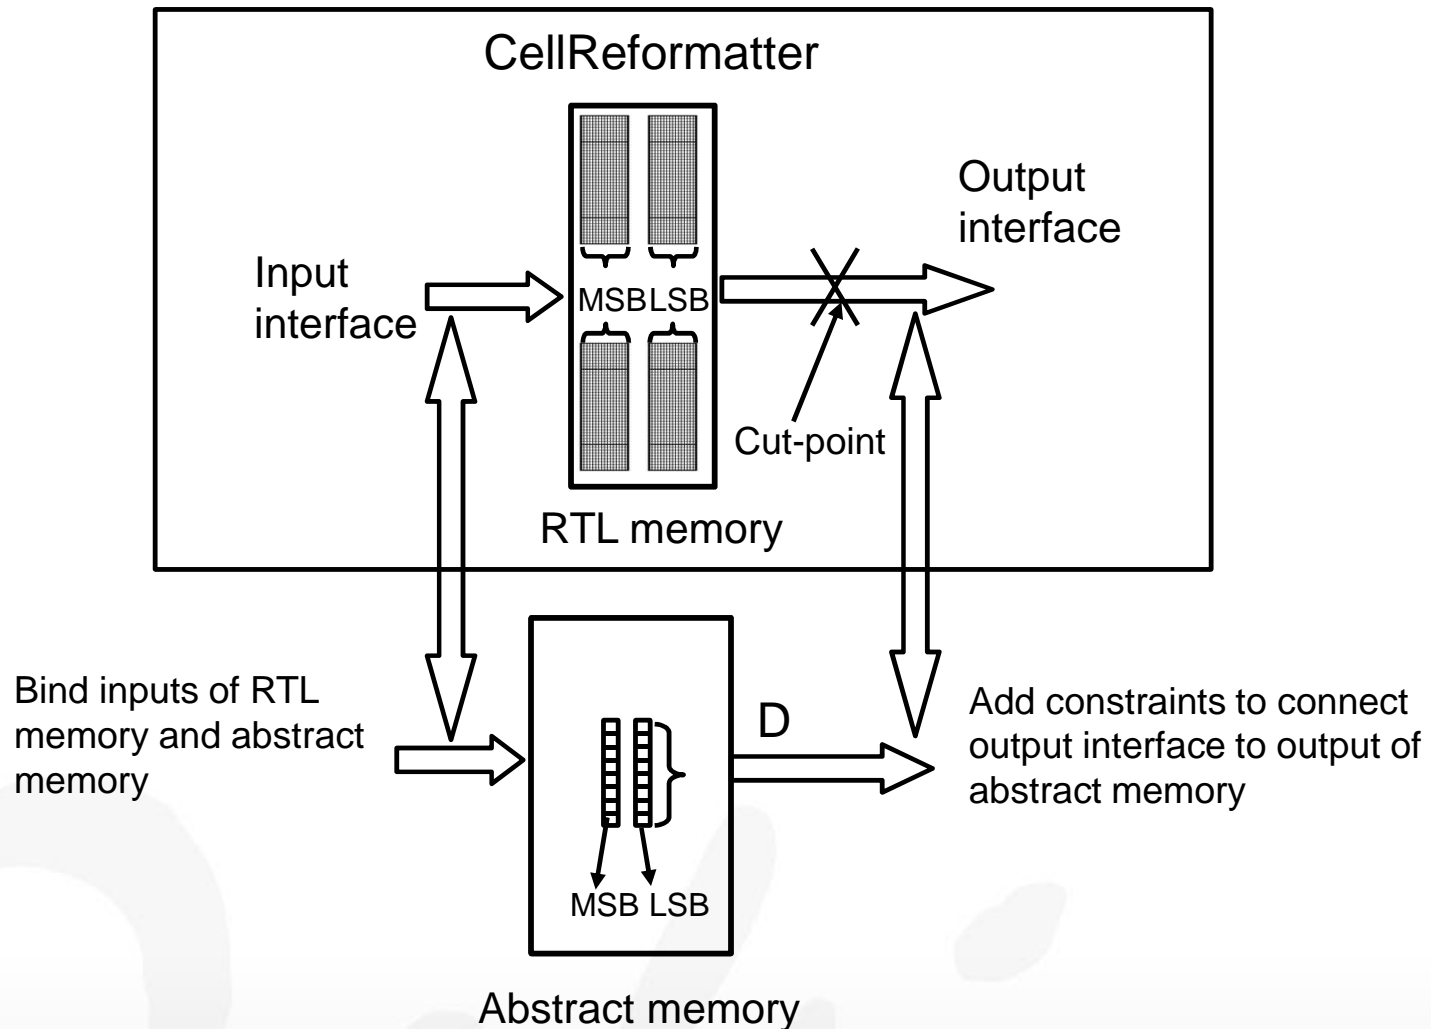 CellReformatter
Output
interface
Input
interface
MSB LSB
Cut-point
RTL memory
Bind inputs of RTL
memory and abstract
memory
D
Add constraints to connect
output interface to output of
abstract memory
MSB LSB
Abstract memory